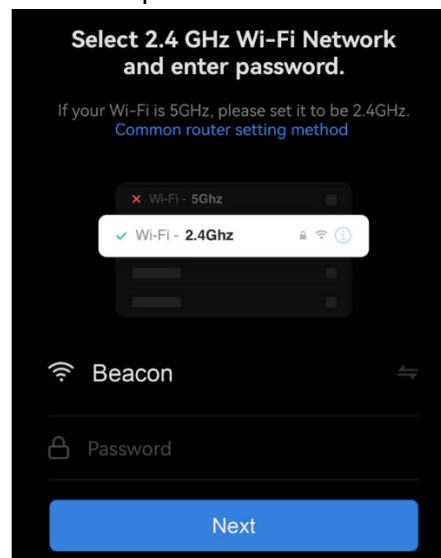 Select 2.4 GHz Wi-Fi Network
and enter password.
If your Wi-Fi is 5GHz, please set it to be 2.4GHz.
Common router setting method
Wi-Fi - 5Ghz
Wi-Fi - 2.4Ghz
Beacon
Password
Next